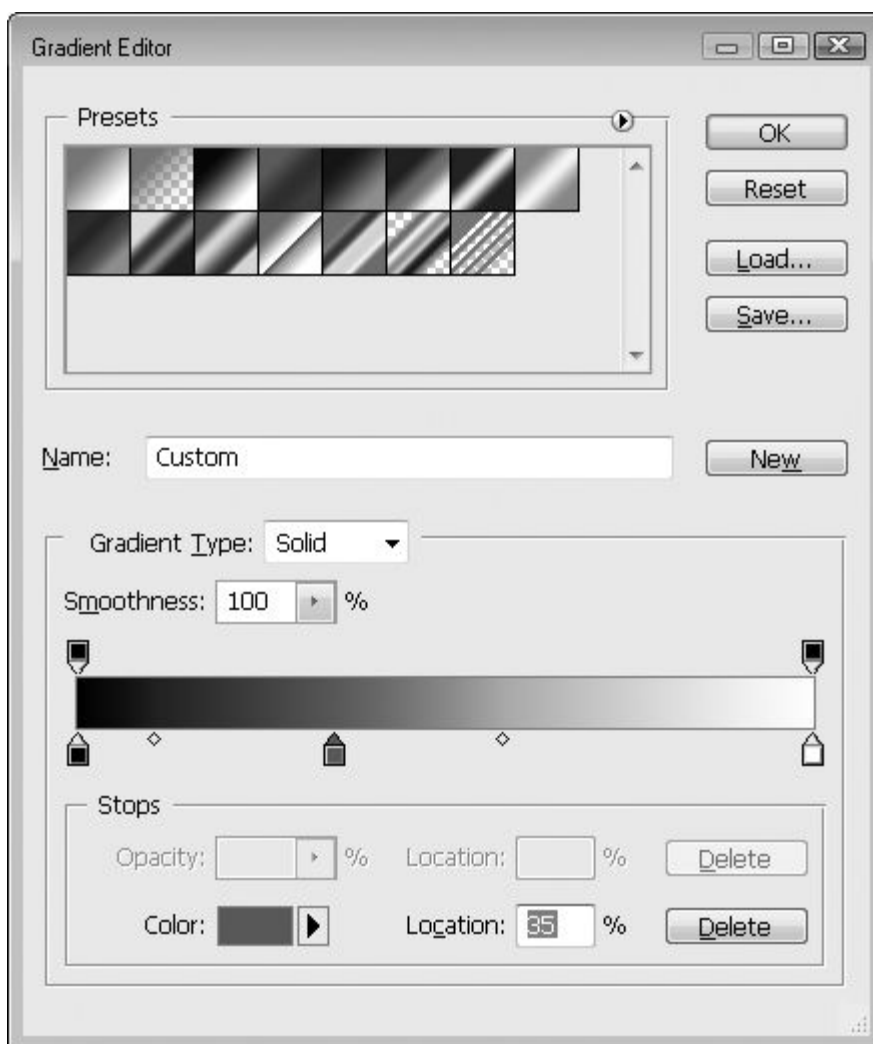 Gradient Editor
Presets
OK
Reset
Load...
Save...
Name: Custom New
Gradient Type: Solid
Smoothness: 100 %
Stops
Opacity: % Location: % Delete
Color: Location: 35 % Delete